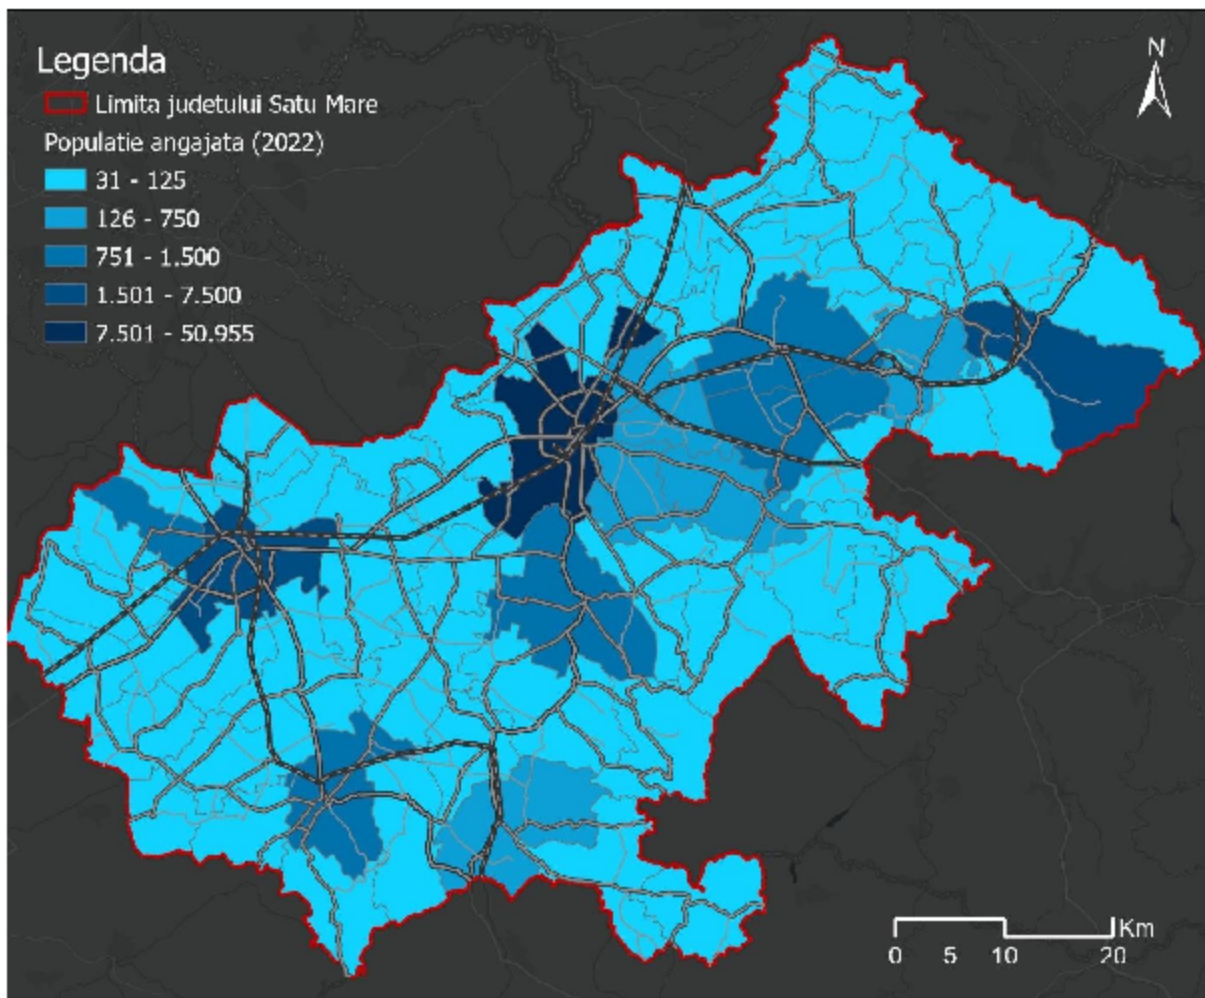 Legenda
Limita judetului Satu Mare
Populatie angajata (2022)
31 - 125
126 - 750
751 - 1.500
1.501 - 7.500
7.501 - 50.955
N
Km
0 5 10 20